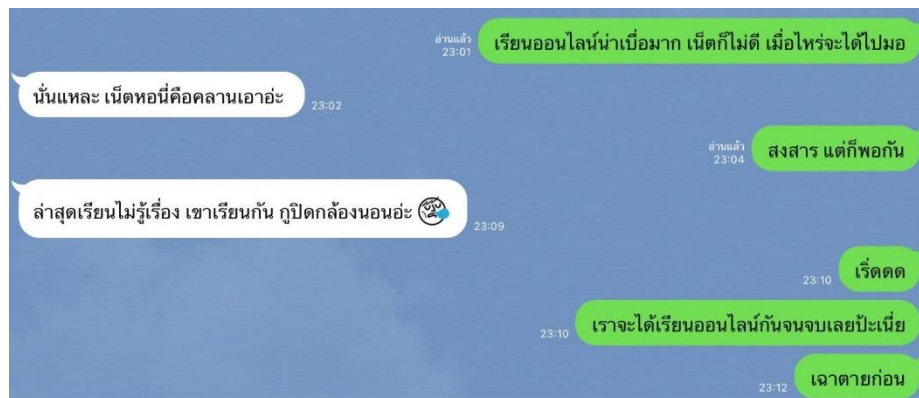 เรียนออนไลน์น่าเบื่อมาก เน็ตก็ไม่ดี เมื่อไหร่จะได้ไปมอ
อ่านแล้ว
23:01
นั่นแหละ เน็ตหอนี่คือคลานเอาอ่ะ
23:02
สงสาร แต่ก็พอกัน
อ่านแล้ว
23:04
ล่าสุดเรียนไม่รู้เรื่อง เขาเรียนกัน กูปิดกล้องนอนอ่ะ
23:09
เริ่ดดด
23:10
เราจะได้เรียนออนไลน์กันจนจบเลยป้ะเนี่ย
23:10
เฉาตายก่อน
23:12